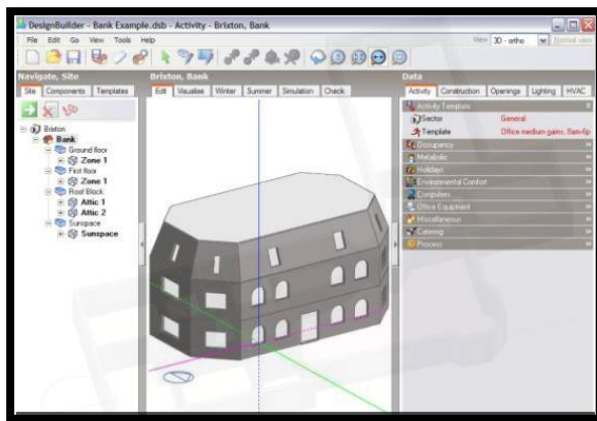 DesignBuilder - Bank Example.dsb - Activity - Brixton, Bank
File Edit Go View Tools Help
View 3D - ortho Normal view
Navigate, Site
Site Components Templates
Brixton
Bank
Ground floor
Zone 1
First floor
Zone 1
Roof Block
Attic 1
Attic 2
Sunspace
Sunspace
Brixton, Bank
Edit Visualise Winter Summer Simulation Check
Data
Activity Construction Openings Lighting HVAC
Activity Template
Sector General
Template Office medium gains, 8am-6p
Occupancy
Metabolic
Holidays
Environmental Comfort
Computers
Office Equipment
Miscellaneous
Catering
Process